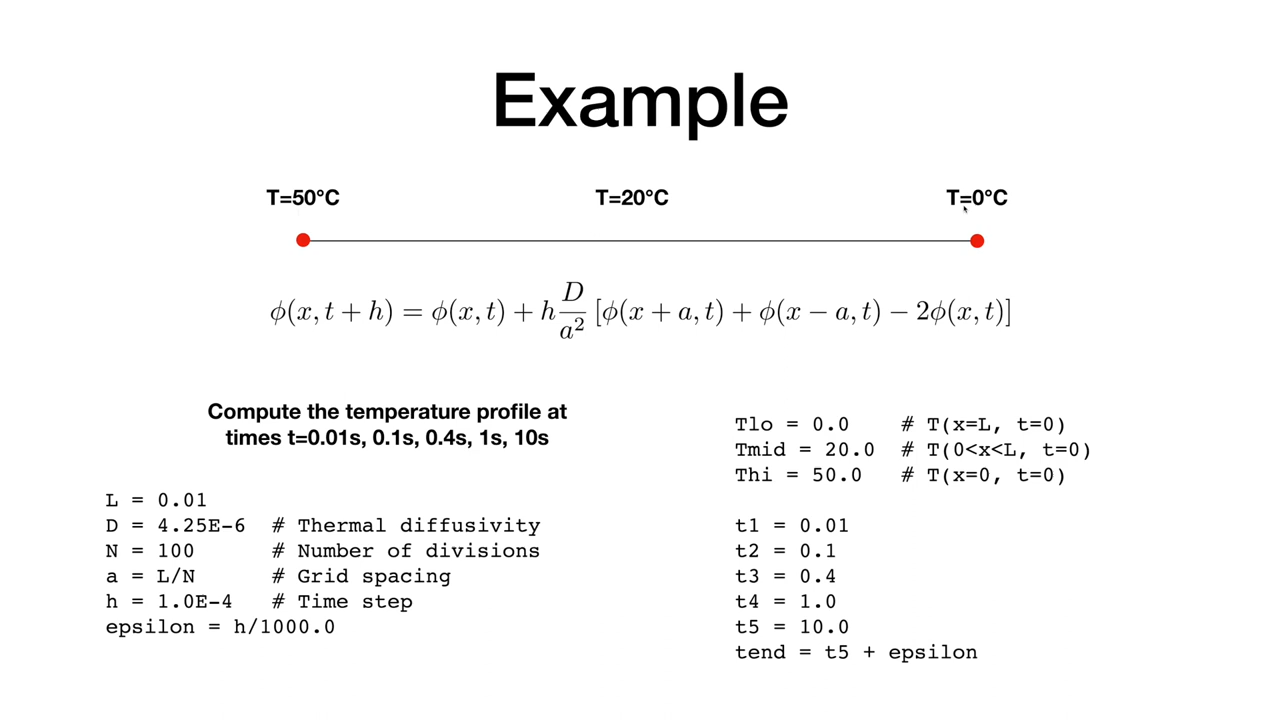 Example
T=50°C T=20°C T=0°C
ϕ(x, t + h) = ϕ(x, t) + h D/a² [ϕ(x + a, t) + ϕ(x − a, t) − 2ϕ(x, t)]
Compute the temperature profile at
times t=0.01s, 0.1s, 0.4s, 1s, 10s
L = 0.01
D = 4.25E-6  # Thermal diffusivity
N = 100      # Number of divisions
a = L/N      # Grid spacing
h = 1.0E-4   # Time step
epsilon = h/1000.0
Tlo = 0.0    # T(x=L, t=0)
Tmid = 20.0  # T(0<x<L, t=0)
Thi = 50.0   # T(x=0, t=0)
t1 = 0.01
t2 = 0.1
t3 = 0.4
t4 = 1.0
t5 = 10.0
tend = t5 + epsilon